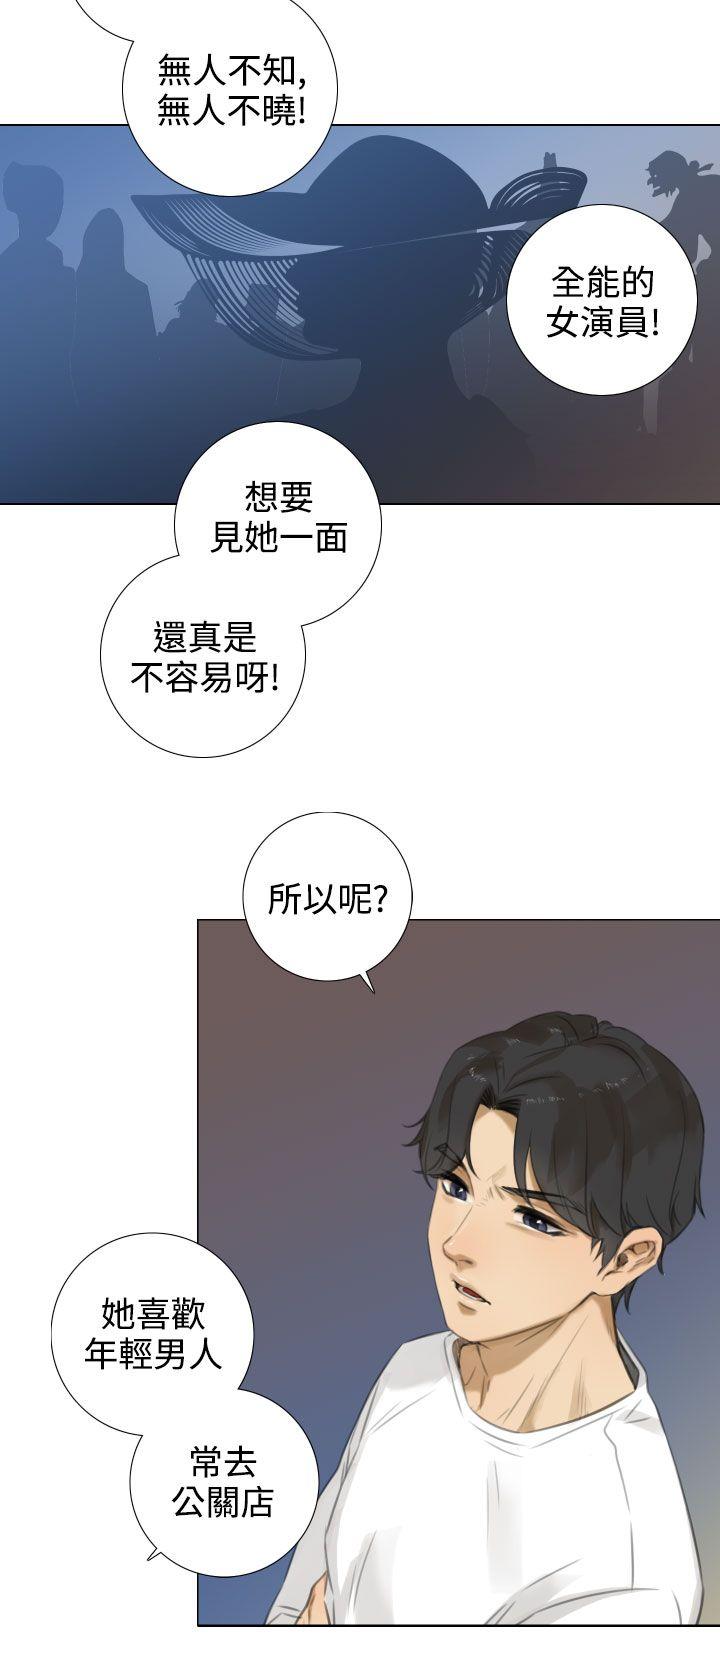 無人不知,
無人不曉!
全能的
女演員!
想要
見她一面
還真是
不容易呀!
所以呢?
她喜歡
年輕男人
常去
公關店